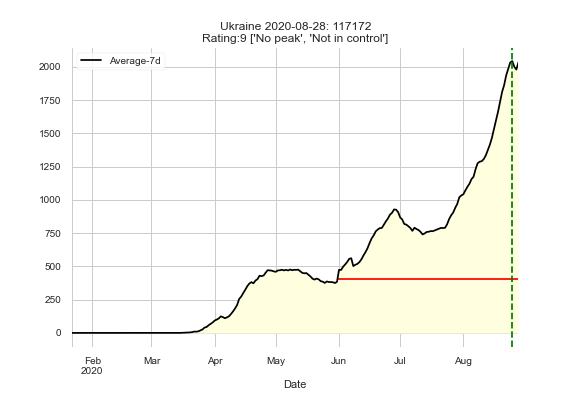 Ukraine 2020-08-28: 117172
Rating:9 ['No peak', 'Not in control']
Average-7d
2000
1750
1500
1250
1000
750
500
250
0
Feb Mar Apr May Jun Jul Aug
2020
Date